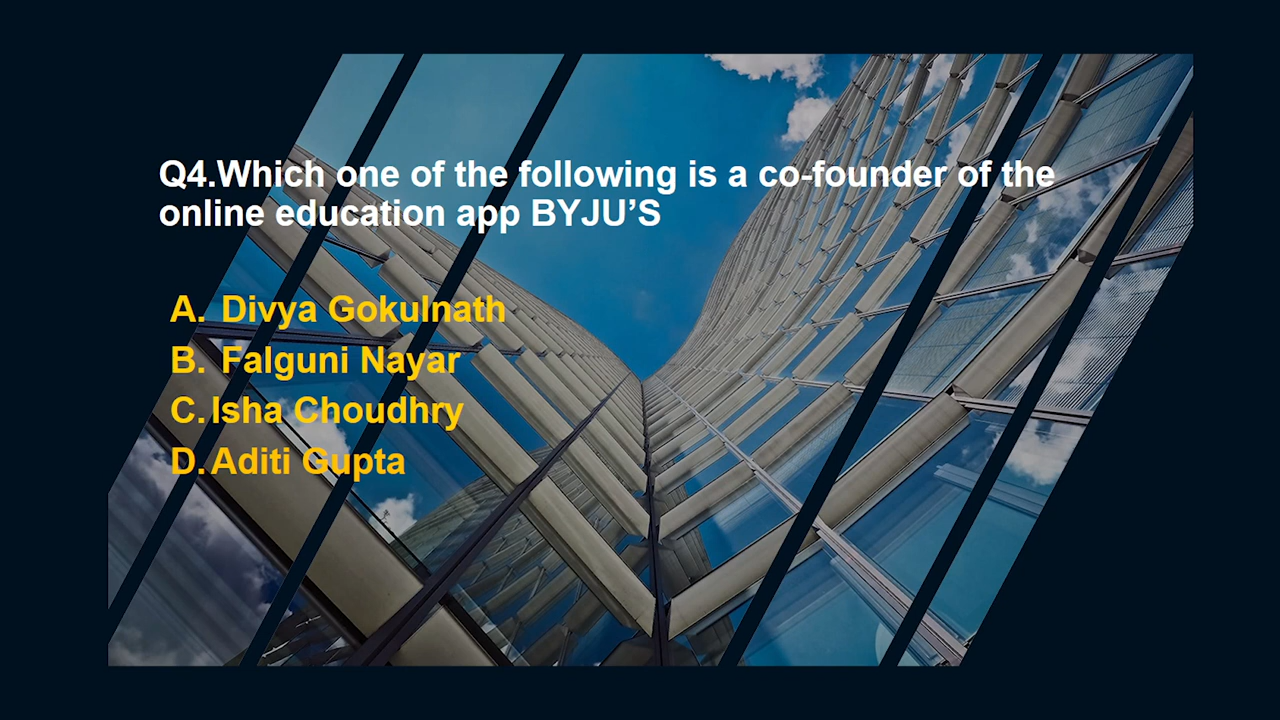 Q4.Which one of the following is a co-founder of the
online education app BYJU’S
A. Divya Gokulnath
B. Falguni Nayar
C. Isha Choudhry
D. Aditi Gupta